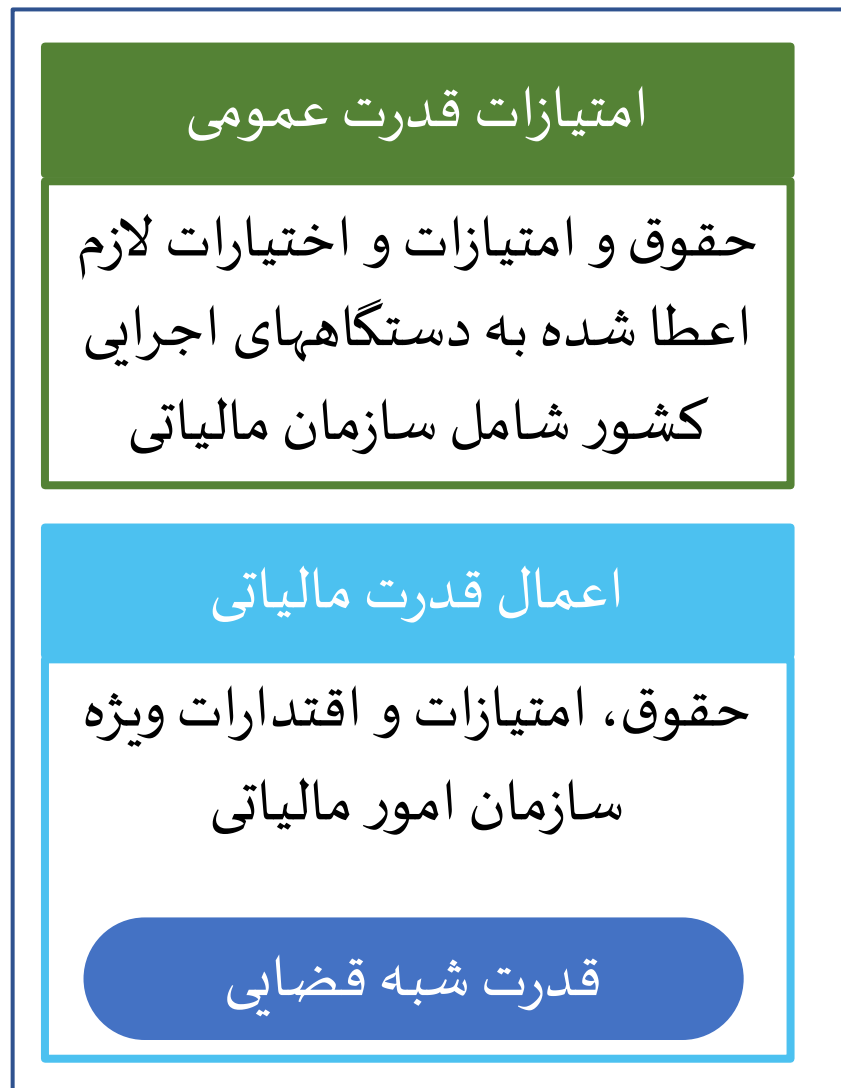 امتیازات قدرت عمومی
حقوق و امتیازات و اختیارات لازم
اعطا شده به دستگاههای اجرایی
کشور شامل سازمان مالیاتی
اعمال قدرت مالیاتی
حقوق، امتیازات و اقتدارات ویژه
سازمان امور مالیاتی
قدرت شبه قضایی